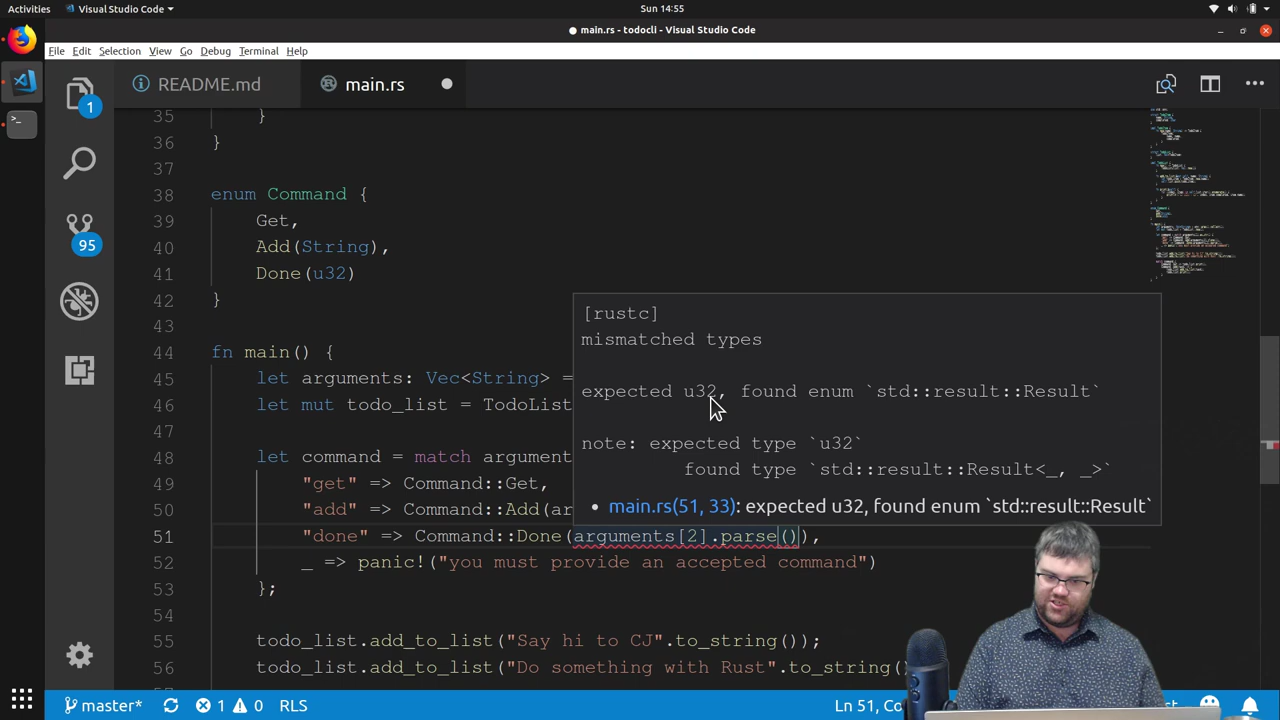 Activities
Visual Studio Code
Sun 14:55
main.rs - todocli - Visual Studio Code
File Edit Selection View Go Debug Terminal Help
README.md
main.rs
1
95
35 }
36 }
37
38 enum Command {
39 Get,
40 Add(String),
41 Done(u32)
42 }
43
44 fn main() {
45 let arguments: Vec<String> =
46 let mut todo_list = TodoList
47
48 let command = match argument
49 "get" => Command::Get,
50 "add" => Command::Add(ar
51 "done" => Command::Done(arguments[2].parse()),
52 _ => panic!("you must provide an accepted command")
53 };
54
55 todo_list.add_to_list("Say hi to CJ".to_string());
56 todo_list.add_to_list("Do something with Rust".to_string()
[rustc]
mismatched types
expected u32, found enum `std::result::Result`
note: expected type `u32`
found type `std::result::Result<_, _>`
main.rs(51, 33): expected u32, found enum `std::result::Result`
master*
1
0
RLS
Ln 51, Co